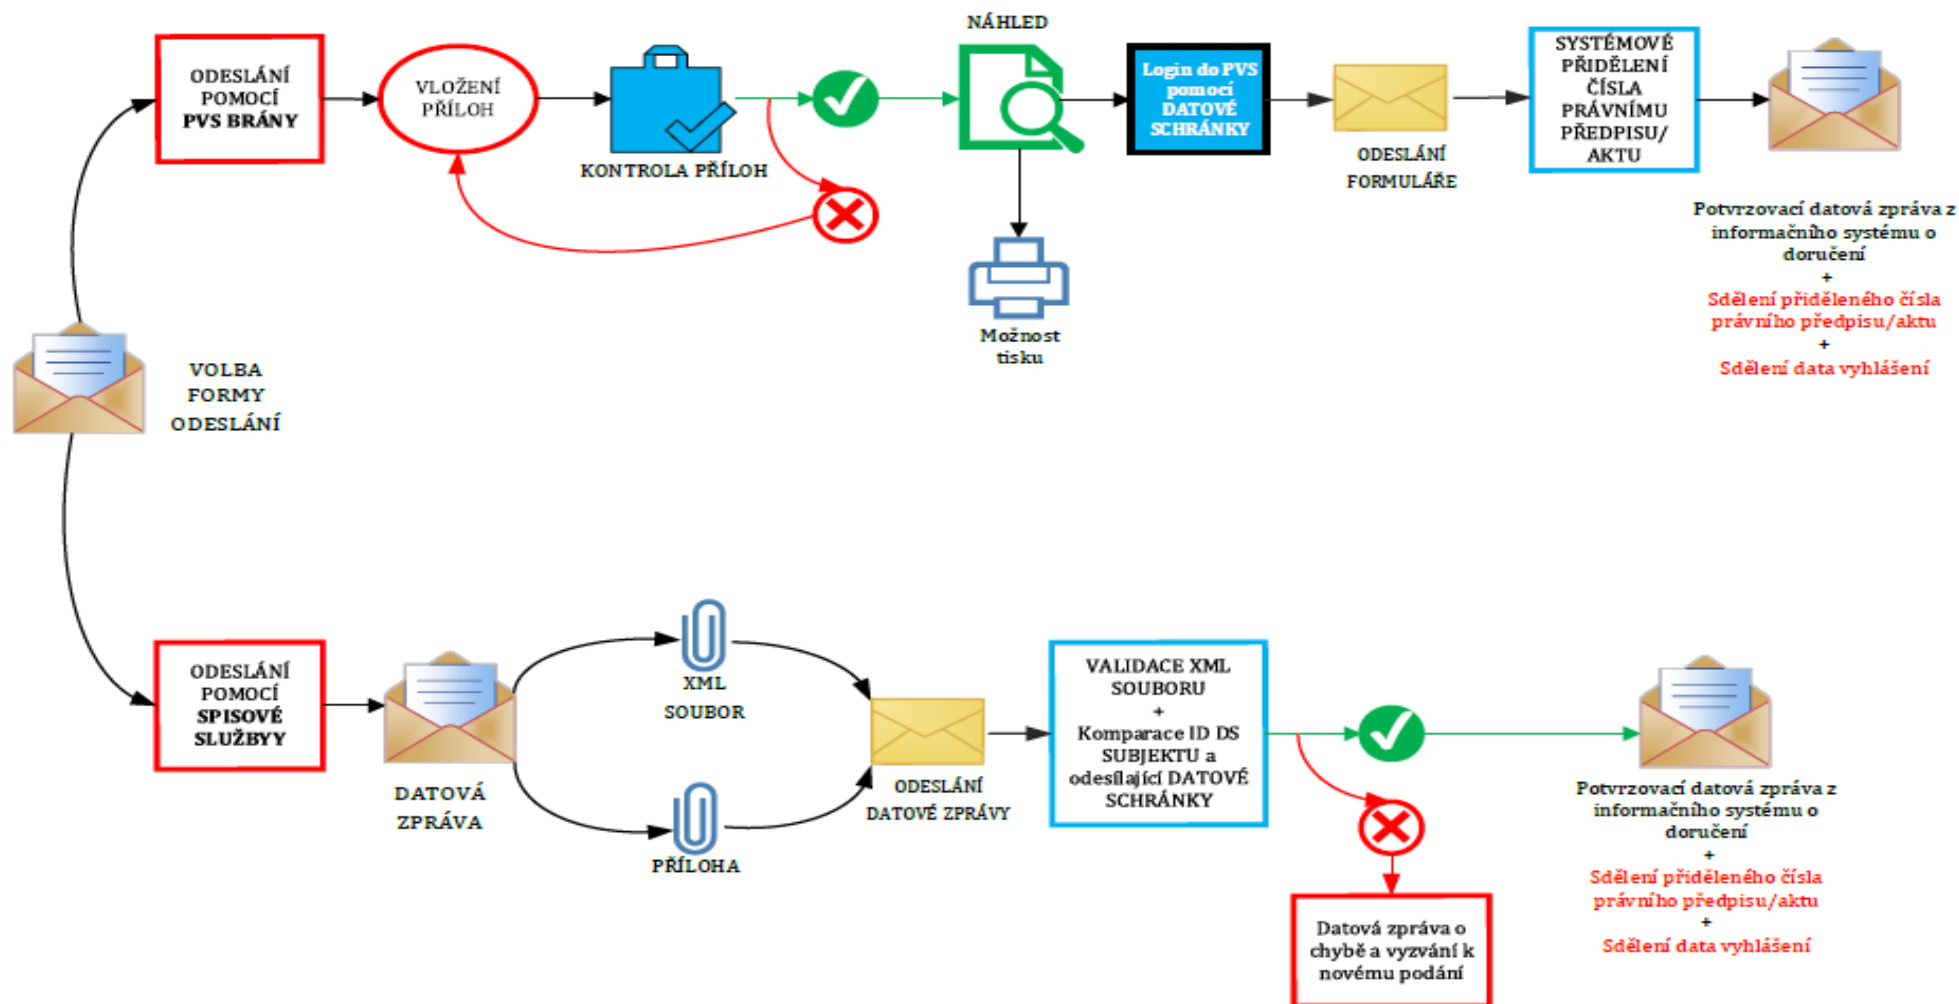 ODESLÁNÍ
POMOCÍ
PVS BRÁNY
VLOŽENÍ
PŘÍLOH
KONTROLA PŘÍLOH
NÁHLED
Možnost
tisku
Login do PVS
pomocí
DATOVÉ
SCHRÁNKY
ODESLÁNÍ
FORMULÁŘE
SYSTÉMOVÉ
PŘIDĚLENÍ
ČÍSLA
PRÁVNÍMU
PŘEDPISU/
AKTU
Potvrzovací datová zpráva z
informačního systému o
doručení
+
Sdělení přiděleného čísla
právního předpisu/aktu
+
Sdělení data vyhlášení
VOLBA
FORMY
ODESLÁNÍ
ODESLÁNÍ
POMOCÍ
SPISOVÉ
SLUŽBYY
DATOVÁ
ZPRÁVA
XML
SOUBOR
PŘÍLOHA
ODESLÁNÍ
DATOVÉ ZPRÁVY
VALIDACE XML
SOUBORU
+
Komparace ID DS
SUBJEKTU a
odesílající DATOVÉ
SCHRÁNKY
Datová zpráva o
chybě a vyzvání k
novému podání
Potvrzovací datová zpráva z
informačního systému o
doručení
+
Sdělení přiděleného čísla
právního předpisu/aktu
+
Sdělení data vyhlášení